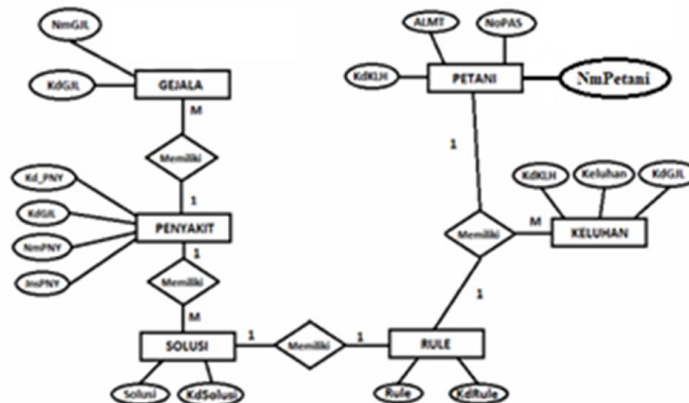 NmGJL
KdGJL
GEJALA
M
Memiliki
1
Kd_PNY
KdGJL
NmPNY
JnsPNY
PENYAKIT
1
Memiliki
M
SOLUSI
Solusi
KdSolusi
1
Memiliki
1
RULE
Rule
KdRule
ALMT
NoPAS
KdKLH
PETANI
NmPetani
1
Memiliki
M
1
KdKLH
Keluhan
KdGJL
KELUHAN